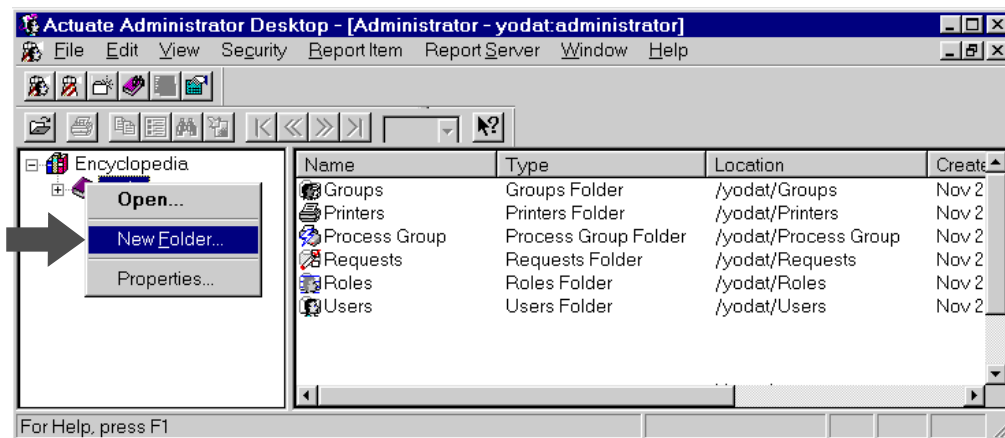 Actuate Administrator Desktop - [Administrator - yodat:administrator]
File Edit View Security Report Item Report Server Window Help
Encyclopedia
Open...
New Folder...
Properties...
Name Type Location Create
Groups Groups Folder /yodat/Groups Nov 2
Printers Printers Folder /yodat/Printers Nov 2
Process Group Process Group Folder /yodat/Process Group Nov 2
Requests Requests Folder /yodat/Requests Nov 2
Roles Roles Folder /yodat/Roles Nov 2
Users Users Folder /yodat/Users Nov 2
For Help, press F1